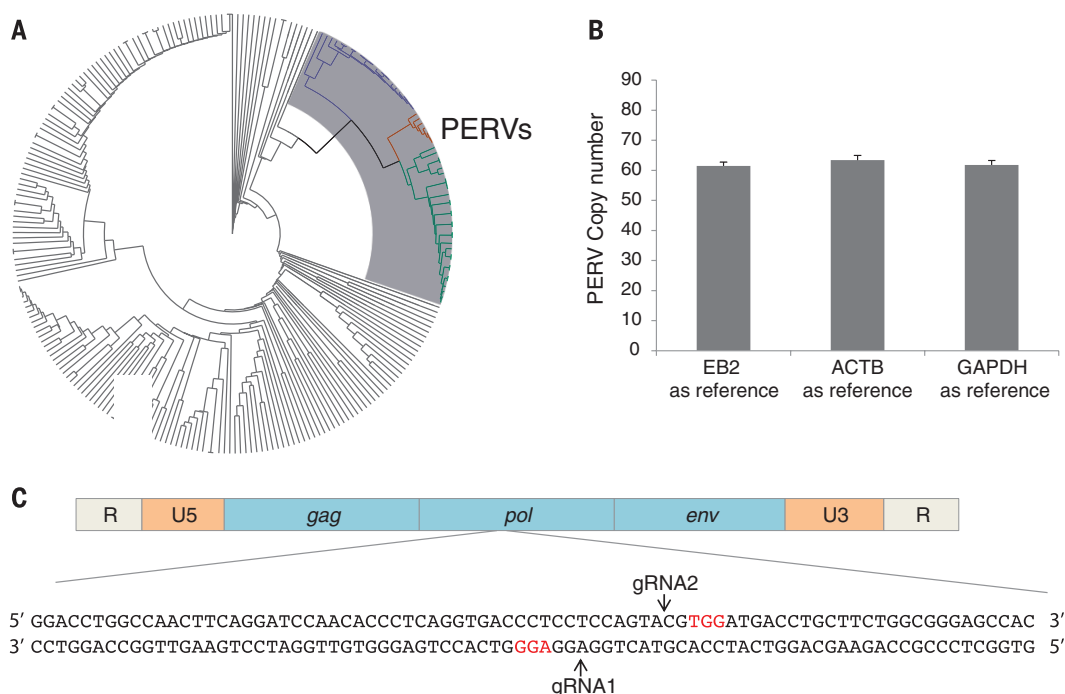 A
PERVs
B
PERV Copy number
90
80
70
60
50
40
30
20
10
0
EB2
as reference
ACTB
as reference
GAPDH
as reference
C
R U5 gag pol env U3 R
gRNA2
5′ GGACCTGGCCAACTTCAGGATCCAACACCCTCAGGTGACCCTCCTCCAGTACGTGGATGACCTGCTTCTGGCGGGAGCCAC 3′
3′ CCTGGACCGGTTGAAGTCCTAGGTTGTGGGAGTCCACTGGGAGGAGGTCATGCACCTACTGGACGAAGACCGCCCTCGGTG 5′
gRNA1